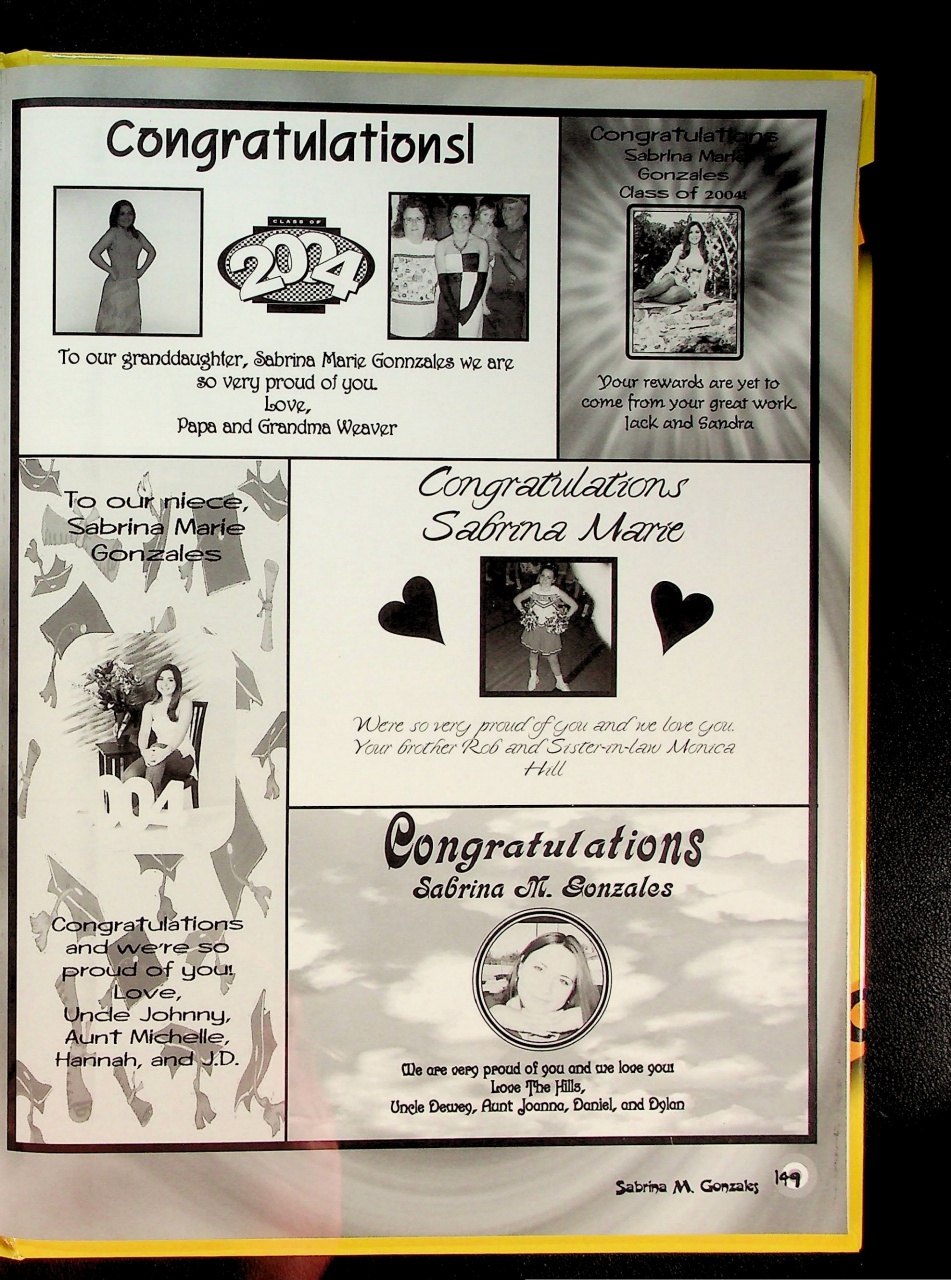 Congratulations!
CLASS OF
2004
To our granddaughter, Sabrina Marie Gonnzales we are
so very proud of you.
Love,
Papa and Grandma Weaver
Congratulations
Sabrina Marie
Gonzales
Class of 2004!
Your rewards are yet to
come from your great work.
Jack and Sandra
To our niece,
Sabrina Marie
Gonzales
004
Congratulations
and we're so
proud of you!
Love,
Uncle Johnny,
Aunt Michelle,
Hannah, and J.D.
Congratulations
Sabrina Marie
We're so very proud of you and we love you.
Your brother Rob and Sister-in-law Monica
Hill
Congratulations
Sabrina M. Gonzales
We are very proud of you and we love you!
Love The Hills,
Uncle Dewey, Aunt Joanna, Daniel, and Dylan
Sabrina M. Gonzales 149